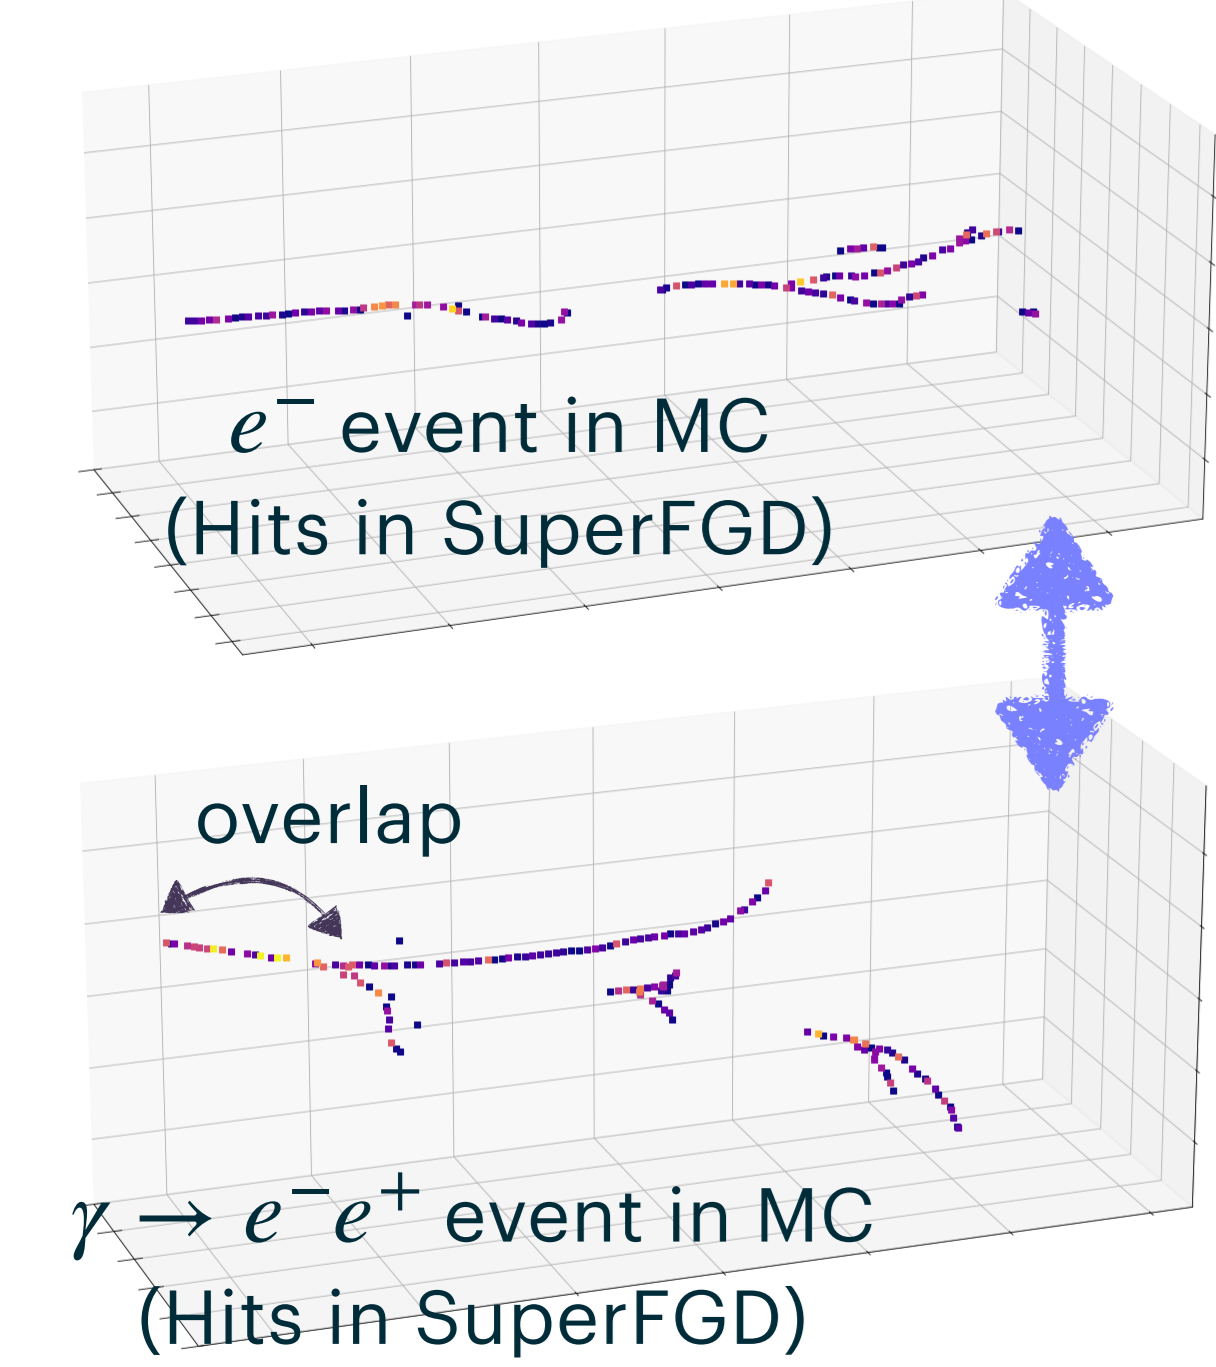 e⁻ event in MC
(Hits in SuperFGD)
overlap
γ → e⁻e⁺ event in MC
(Hits in SuperFGD)